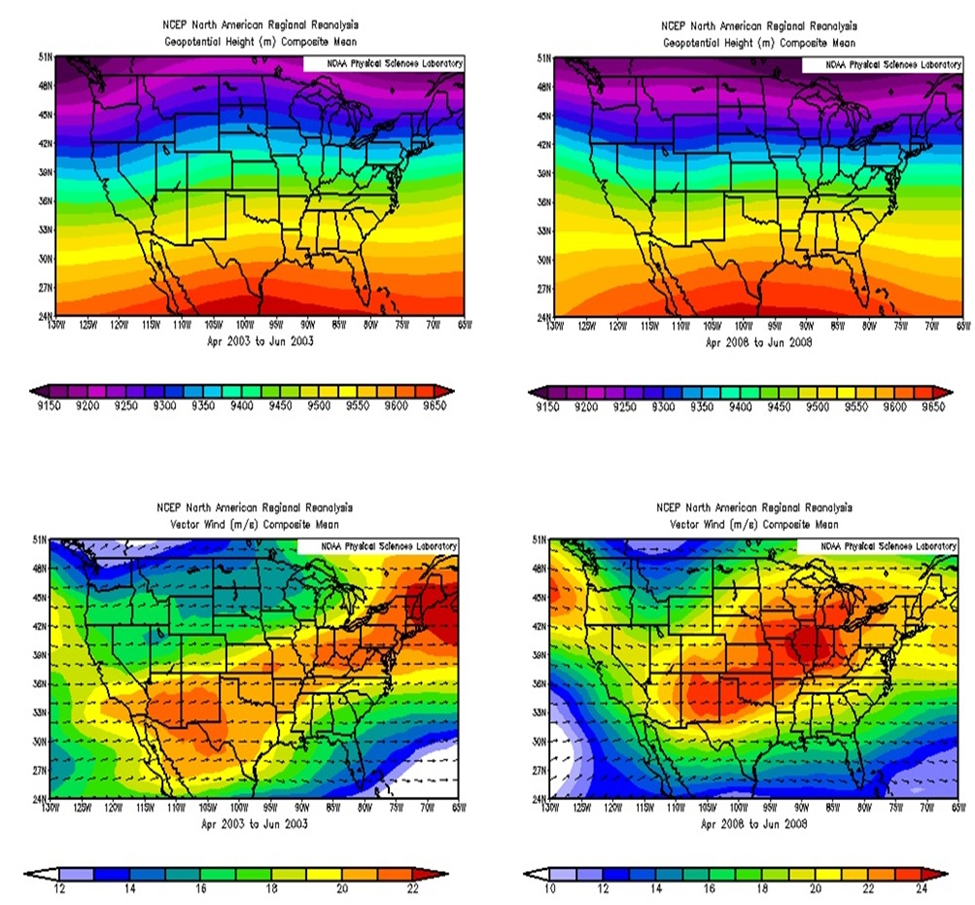 NCEP North American Regional Reanalysis
Geopotential Height (m) Composite Mean
NOAA Physical Sciences Laboratory
51N
48N
45N
42N
39N
36N
33N
30N
27N
24N
130W 125W 120W 115W 110W 105W 100W 95W 90W 85W 80W 75W 70W 65W
Apr 2003 to Jun 2003
9150 9200 9250 9300 9350 9400 9450 9500 9550 9600 9650
NCEP North American Regional Reanalysis
Geopotential Height (m) Composite Mean
NOAA Physical Sciences Laboratory
51N
48N
45N
42N
39N
36N
33N
30N
27N
24N
130W 125W 120W 115W 110W 105W 100W 95W 90W 85W 80W 75W 70W 65W
Apr 2008 to Jun 2008
9150 9200 9250 9300 9350 9400 9450 9500 9550 9600 9650
NCEP North American Regional Reanalysis
Vector Wind (m/s) Composite Mean
NOAA Physical Sciences Laboratory
51N
48N
45N
42N
39N
36N
33N
30N
27N
24N
130W 125W 120W 115W 110W 105W 100W 95W 90W 85W 80W 75W 70W 65W
Apr 2003 to Jun 2003
12 14 16 18 20 22
NCEP North American Regional Reanalysis
Vector Wind (m/s) Composite Mean
NOAA Physical Sciences Laboratory
51N
48N
45N
42N
39N
36N
33N
30N
27N
24N
130W 125W 120W 115W 110W 105W 100W 95W 90W 85W 80W 75W 70W 65W
Apr 2008 to Jun 2008
10 12 14 16 18 20 22 24